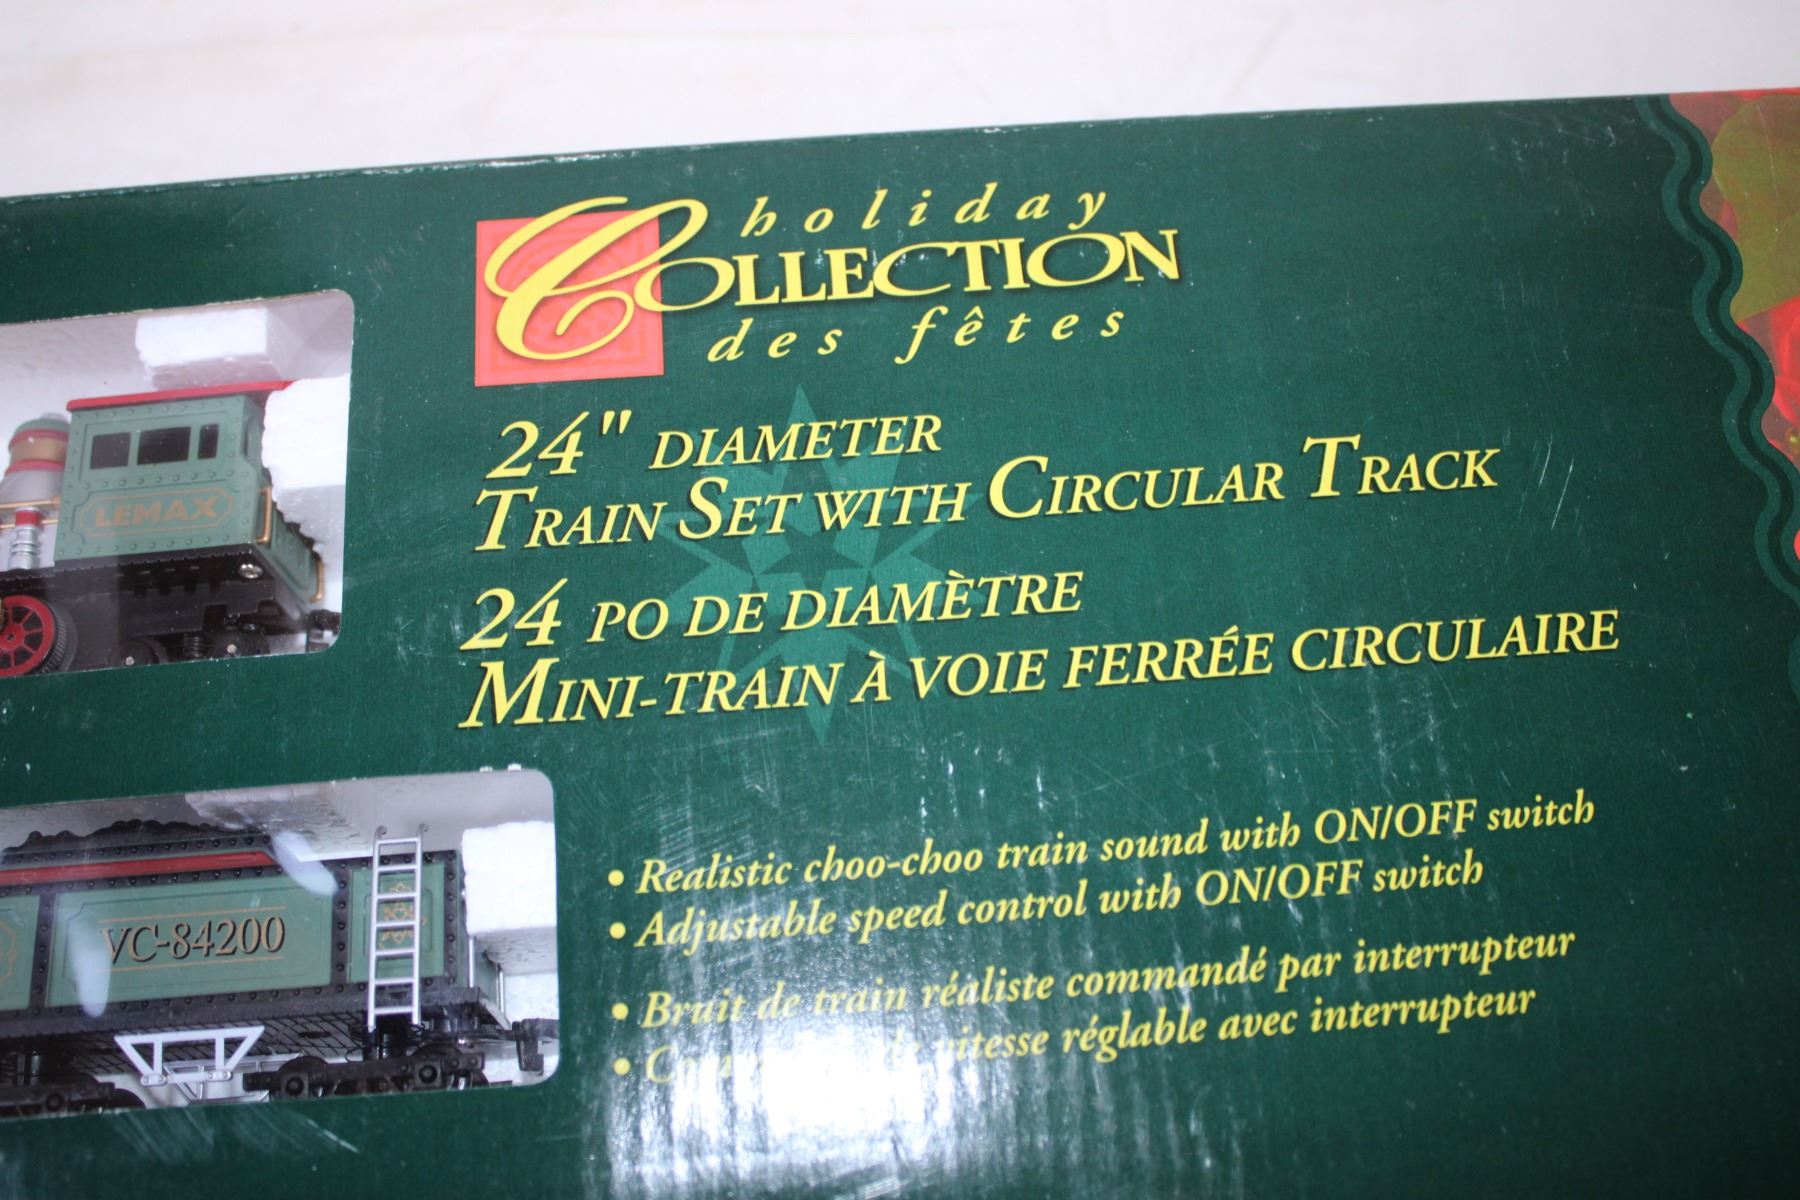 holiday
COLLECTION
des fêtes
24" DIAMETER
TRAIN SET WITH CIRCULAR TRACK
24 PO DE DIAMÈTRE
MINI-TRAIN À VOIE FERRÉE CIRCULAIRE
LEMAX
VC-84200
• Realistic choo-choo train sound with ON/OFF switch
• Adjustable speed control with ON/OFF switch
• Bruit de train réaliste commandé par interrupteur
• de vitesse réglable avec interrupteur